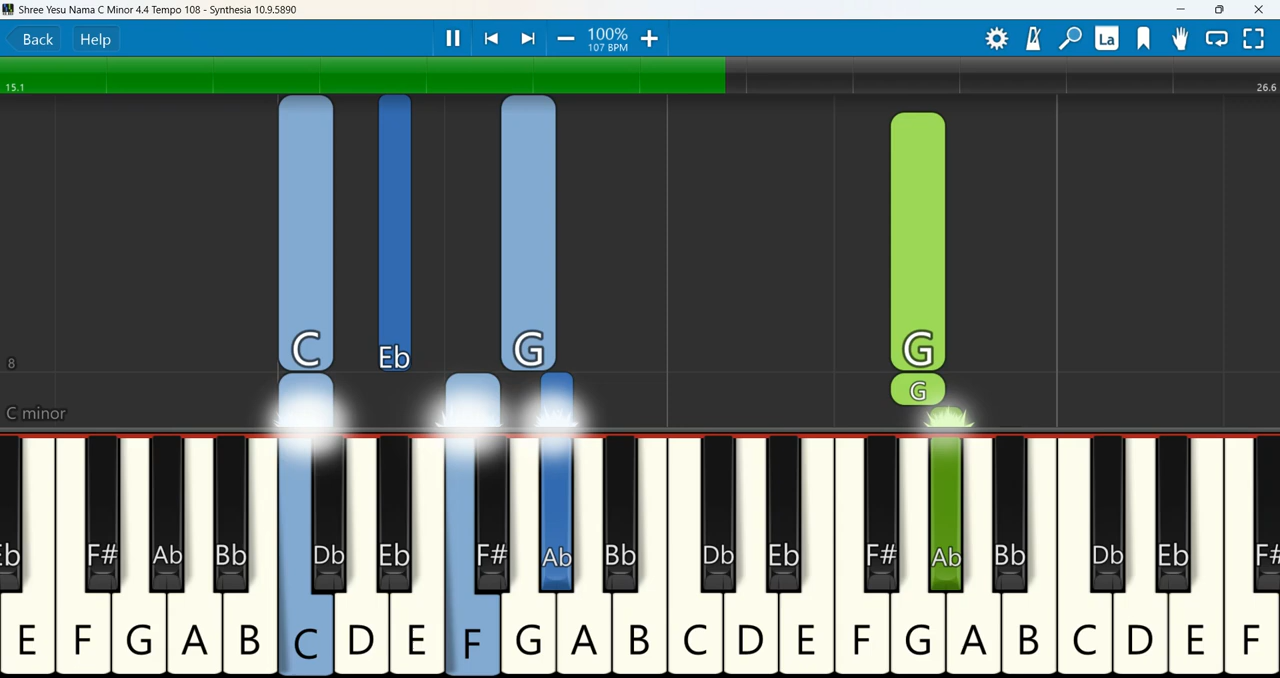 Shree Yesu Nama C Minor 4.4 Tempo 108 - Synthesia 10.9.5890
Back Help 100% La
107 BPM
15.1 26.6
C Eb G G
8
G
C minor
Eb F# Ab Bb Db Eb F# Ab Bb Db Eb F# Ab Bb Db Eb F#
E F G A B C D E F G A B C D E F G A B C D E F